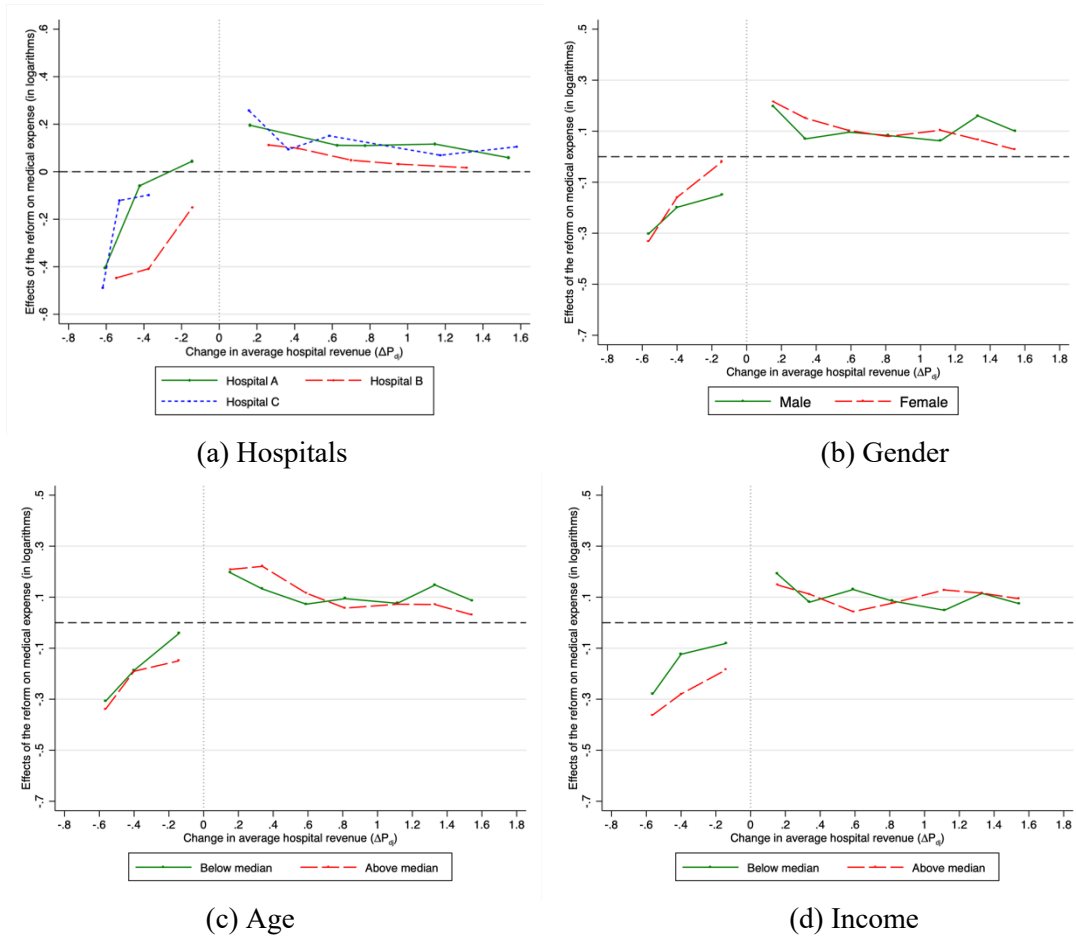 Effects of the reform on medical expense (in logarithms)
.6
.4
.2
0
.2
.4
.6
-.8 -.6 -.4 -.2 0 .2 .4 .6 .8 1 1.2 1.4 1.6
Change in average hospital revenue (ΔPdj)
Hospital A Hospital B
Hospital C
(a) Hospitals
Effects of the reform on medical expense (in logarithms)
.5
.3
.1
-.1
-.3
-.5
-.7
-.8 -.6 -.4 -.2 0 .2 .4 .6 .8 1 1.2 1.4 1.6 1.8
Change in average hospital revenue (ΔPdj)
Male Female
(b) Gender
Effects of the reform on medical expense (in logarithms)
.5
.3
.1
-.1
-.3
-.5
-.7
-.8 -.6 -.4 -.2 0 .2 .4 .6 .8 1 1.2 1.4 1.6 1.8
Change in average hospital revenue (ΔPdj)
Below median Above median
(c) Age
Effects of the reform on medical expense (in logarithms)
.5
.3
.1
-.1
-.3
-.5
-.7
-.8 -.6 -.4 -.2 0 .2 .4 .6 .8 1 1.2 1.4 1.6 1.8
Change in average hospital revenue (ΔPdj)
Below median Above median
(d) Income